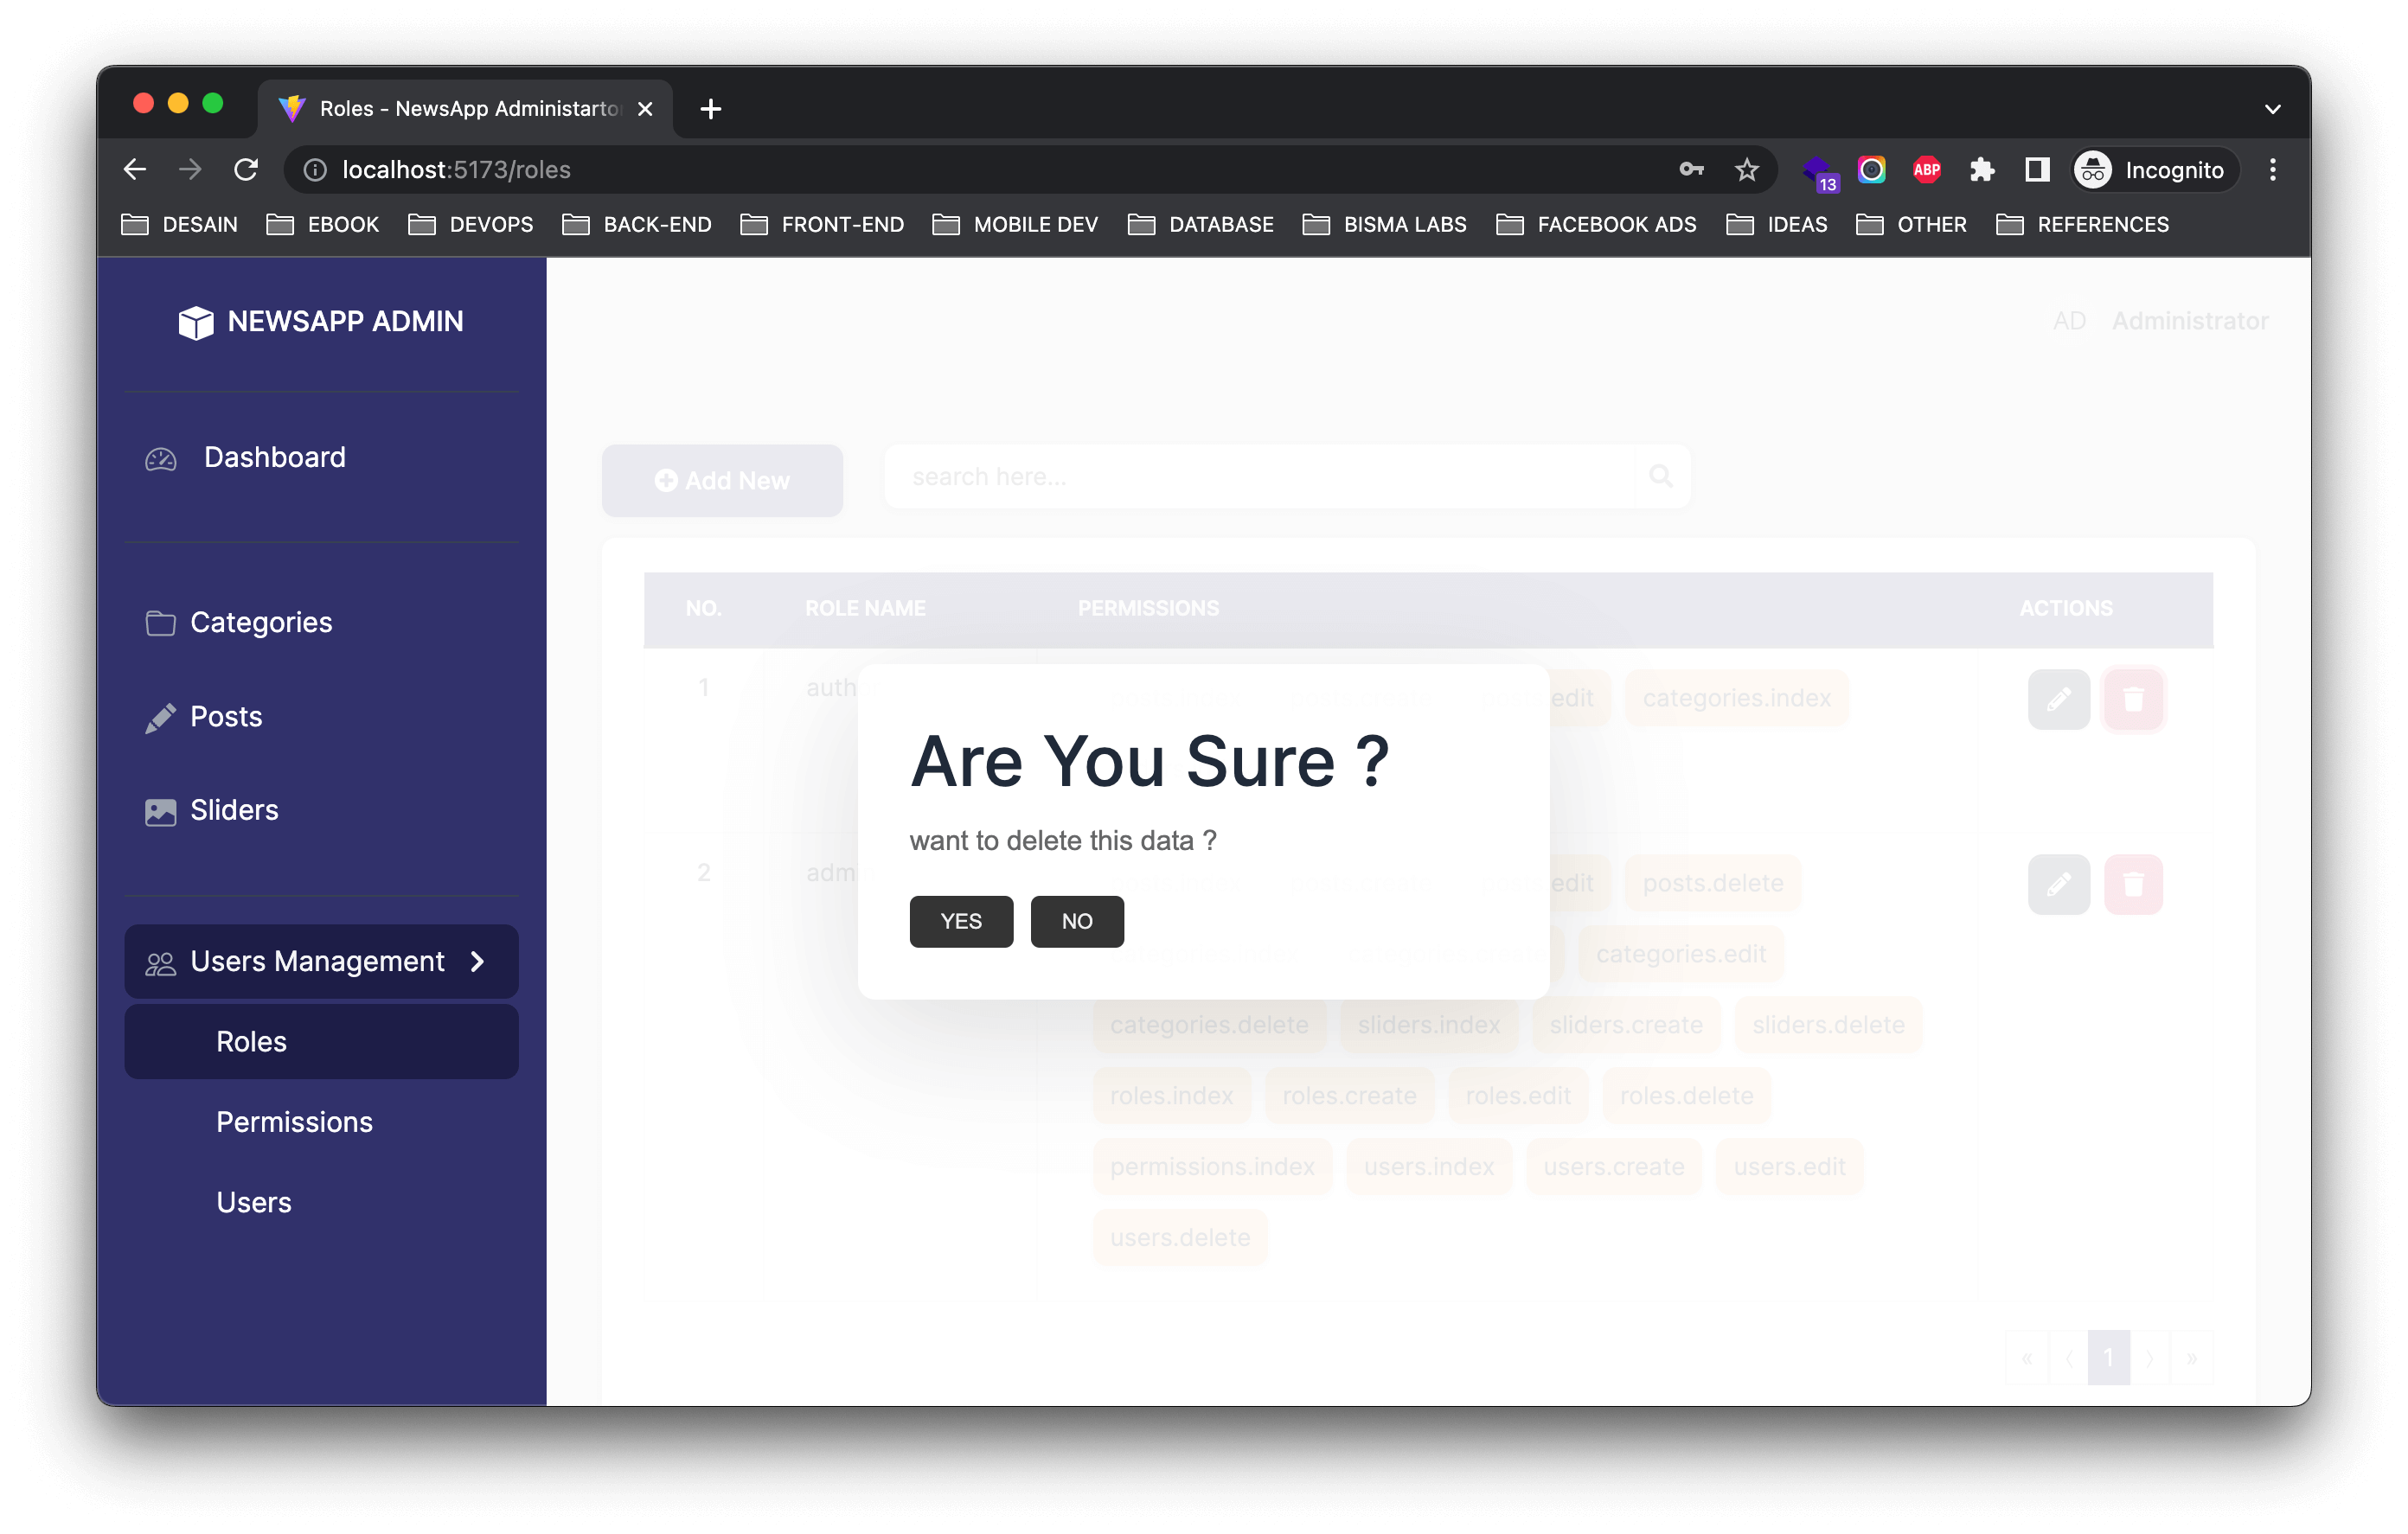 Roles - NewsApp Administarto
localhost:5173/roles
13
ABP
Incognito
DESAIN EBOOK DEVOPS BACK-END FRONT-END MOBILE DEV DATABASE BISMA LABS FACEBOOK ADS IDEAS OTHER REFERENCES
NEWSAPP ADMIN
AD Administrator
Dashboard
Add New
search here...
Categories
Posts
Sliders
Users Management
Roles
Permissions
Users
NO. ROLE NAME PERMISSIONS ACTIONS
1 auth edit categories.index
Are You Sure ?
want to delete this data ?
YES NO
2 adm edit posts.delete
categories.edit
categories.delete sliders.index sliders.create sliders.delete
roles.index roles.create roles.edit roles.delete
permissions.index users.index users.create users.edit
users.delete
« ‹ 1 › »